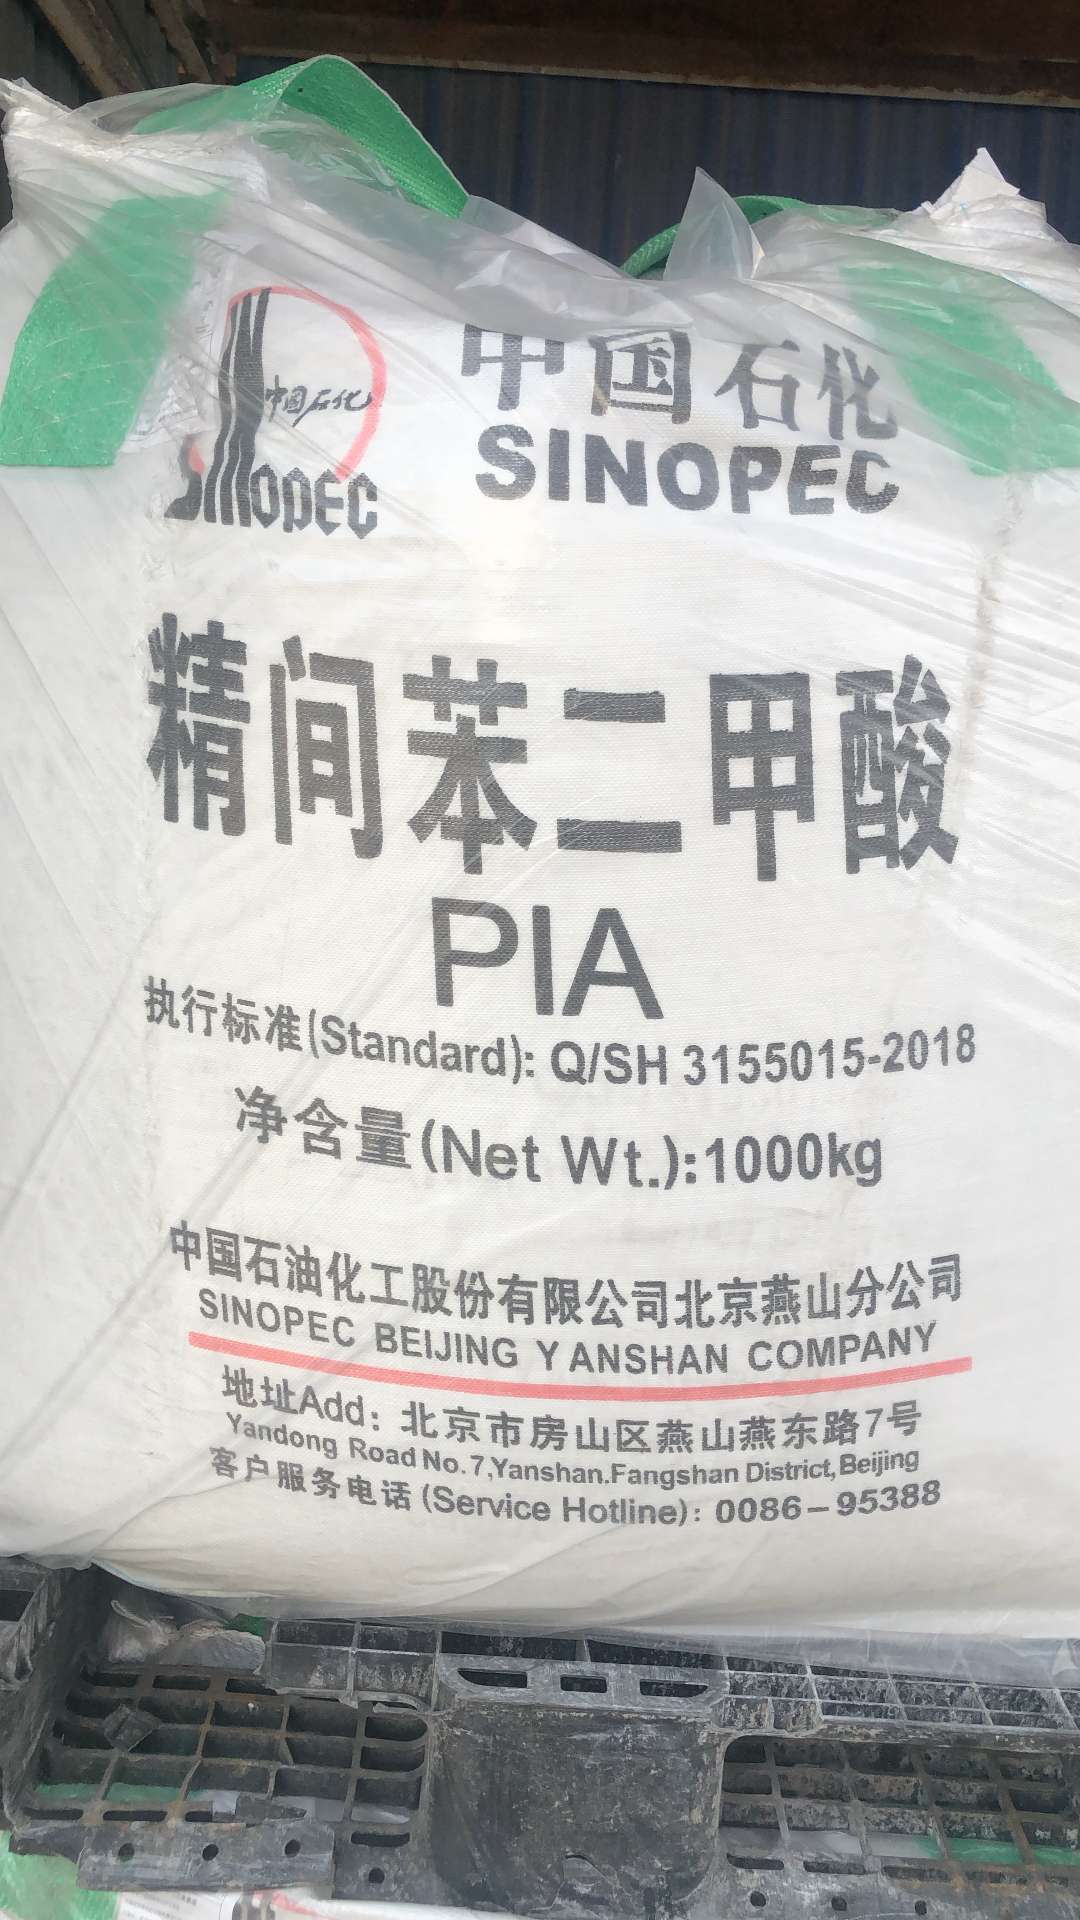 中国石化
SINOPEC
中国石化
SINOPEC
精间苯二甲酸
PIA
执行标准(Standard): Q/SH 3155015-2018
净含量(Net Wt.):1000kg
中国石油化工股份有限公司北京燕山分公司
SINOPEC BEIJING YANSHAN COMPANY
地址Add: 北京市房山区燕山燕东路7号
Yandong Road No.7,Yanshan.Fangshan District,Beijing
客户服务电话(Service Hotline): 0086-95388